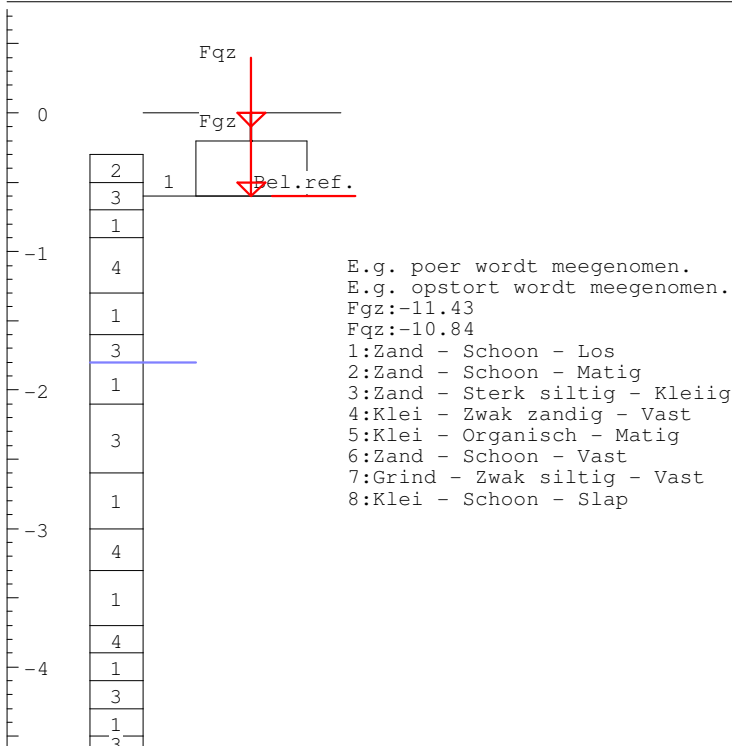 Fqz
0
Fgz
2
1
Bel.ref.
3
1
-1
4
E.g. poer wordt meegenomen.
E.g. opstort wordt meegenomen.
Fgz:-11.43
1
Fqz:-10.84
3
1:Zand - Schoon - Los
2:Zand - Schoon - Matig
-2
1
3:Zand - Sterk siltig - Kleiig
4:Klei - Zwak zandig - Vast
3
5:Klei - Organisch - Matig
6:Zand - Schoon - Vast
7:Grind - Zwak siltig - Vast
1
8:Klei - Schoon - Slap
-3
4
1
4
-4
1
3
1
3